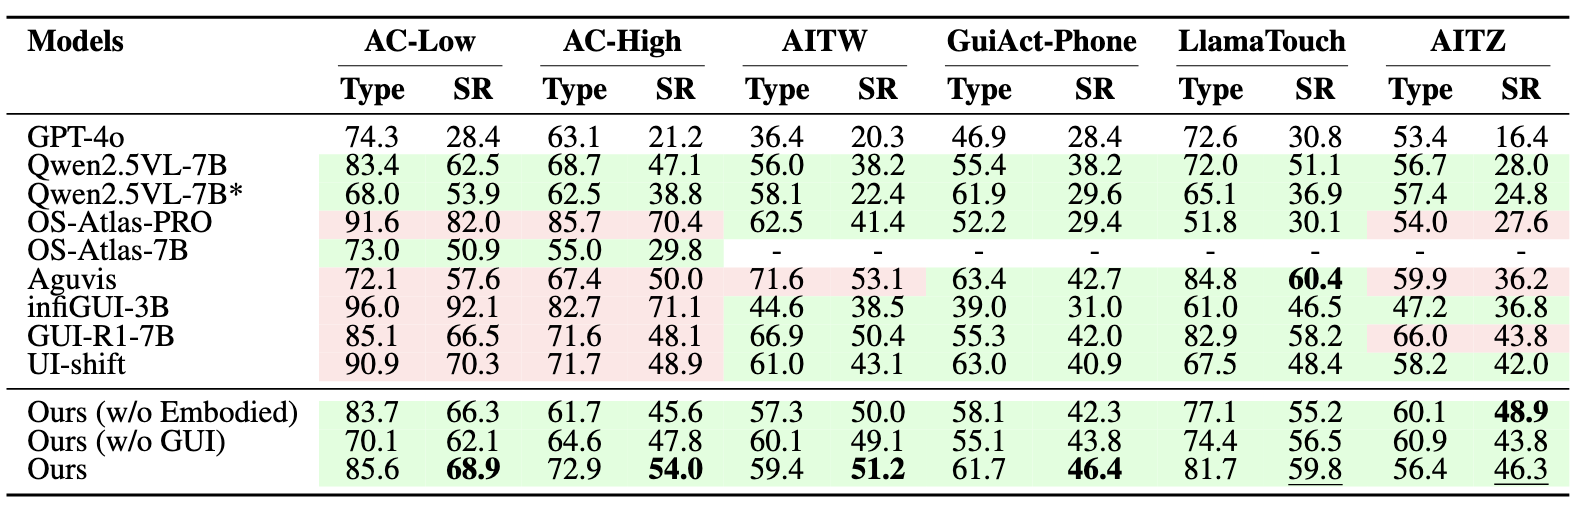 Models AC-Low AC-High AITW GuiAct-Phone LlamaTouch AITZ
Type SR Type SR Type SR Type SR Type SR Type SR
GPT-4o 74.3 28.4 63.1 21.2 36.4 20.3 46.9 28.4 72.6 30.8 53.4 16.4
Qwen2.5VL-7B 83.4 62.5 68.7 47.1 56.0 38.2 55.4 38.2 72.0 51.1 56.7 28.0
Qwen2.5VL-7B* 68.0 53.9 62.5 38.8 58.1 22.4 61.9 29.6 65.1 36.9 57.4 24.8
OS-Atlas-PRO 91.6 82.0 85.7 70.4 62.5 41.4 52.2 29.4 51.8 30.1 54.0 27.6
OS-Atlas-7B 73.0 50.9 55.0 29.8 - - - - - - - -
Aguvis 72.1 57.6 67.4 50.0 71.6 53.1 63.4 42.7 84.8 60.4 59.9 36.2
infiGUI-3B 96.0 92.1 82.7 71.1 44.6 38.5 39.0 31.0 61.0 46.5 47.2 36.8
GUI-R1-7B 85.1 66.5 71.6 48.1 66.9 50.4 55.3 42.0 82.9 58.2 66.0 43.8
UI-shift 90.9 70.3 71.7 48.9 61.0 43.1 63.0 40.9 67.5 48.4 58.2 42.0
Ours (w/o Embodied) 83.7 66.3 61.7 45.6 57.3 50.0 58.1 42.3 77.1 55.2 60.1 48.9
Ours (w/o GUI) 70.1 62.1 64.6 47.8 60.1 49.1 55.1 43.8 74.4 56.5 60.9 43.8
Ours 85.6 68.9 72.9 54.0 59.4 51.2 61.7 46.4 81.7 59.8 56.4 46.3